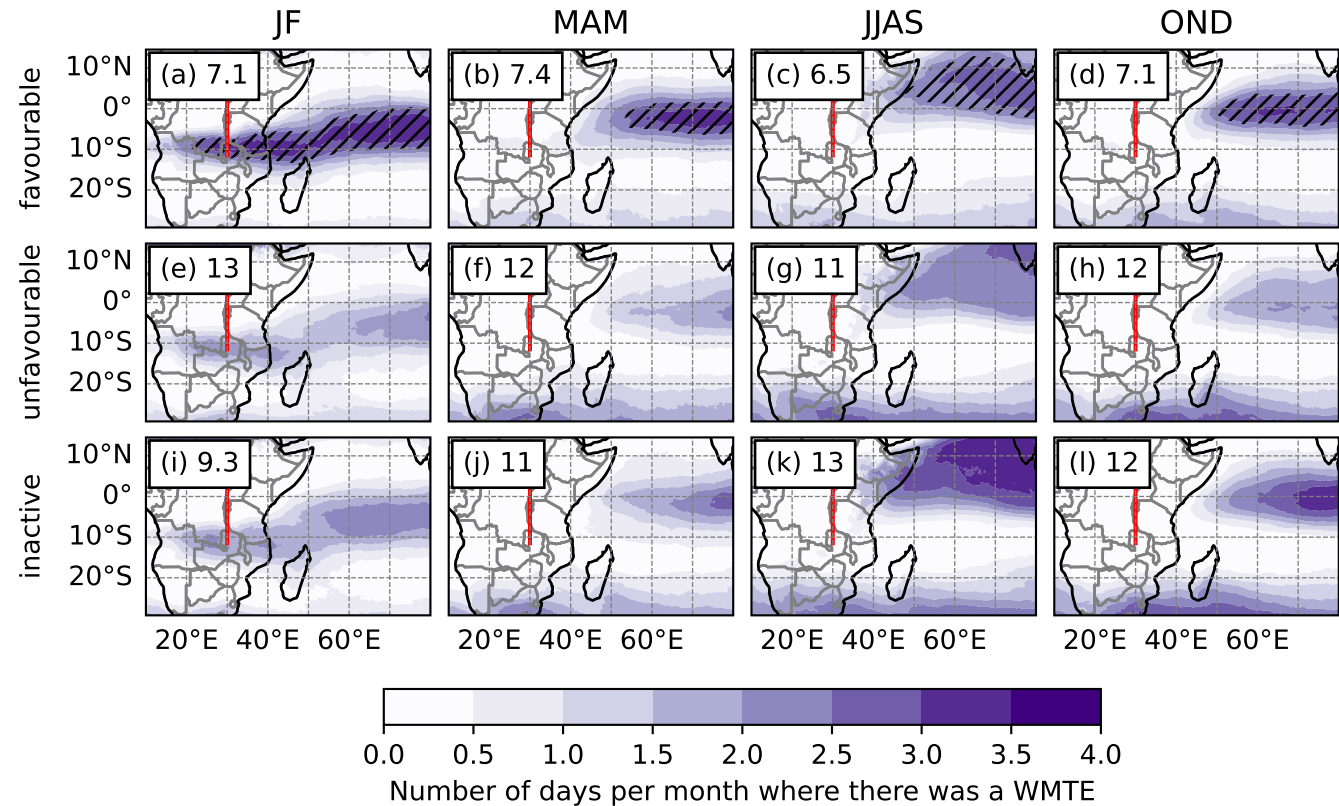 JF MAM JJAS OND
favourable
10°N
0°
10°S
20°S
(a) 7.1
(b) 7.4
(c) 6.5
(d) 7.1
unfavourable
10°N
0°
10°S
20°S
(e) 13
(f) 12
(g) 11
(h) 12
inactive
10°N
0°
10°S
20°S
(i) 9.3
(j) 11
(k) 13
(l) 12
20°E 40°E 60°E 20°E 40°E 60°E 20°E 40°E 60°E 20°E 40°E 60°E
0.0 0.5 1.0 1.5 2.0 2.5 3.0 3.5 4.0
Number of days per month where there was a WMTE